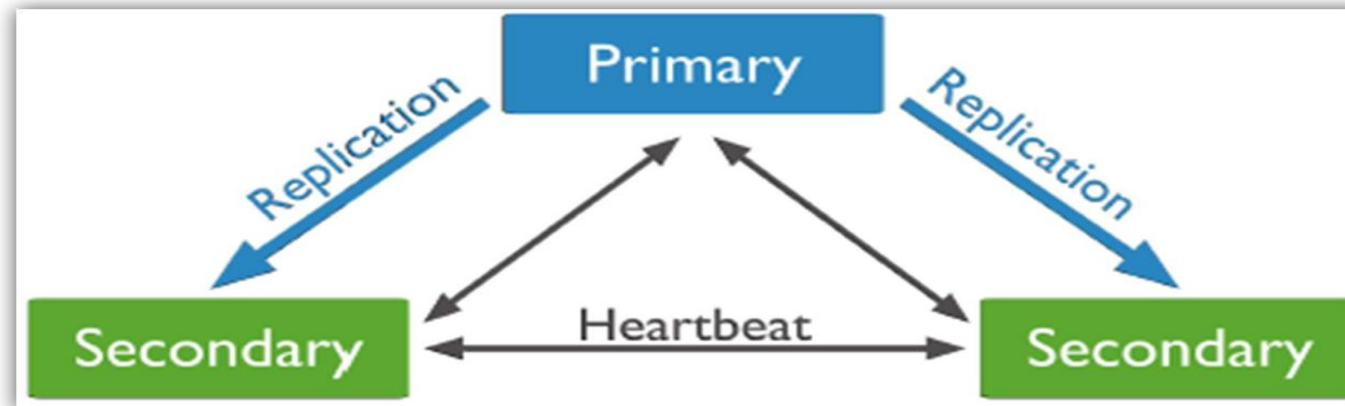 Primary
Replication
Replication
Heartbeat
Secondary
Secondary